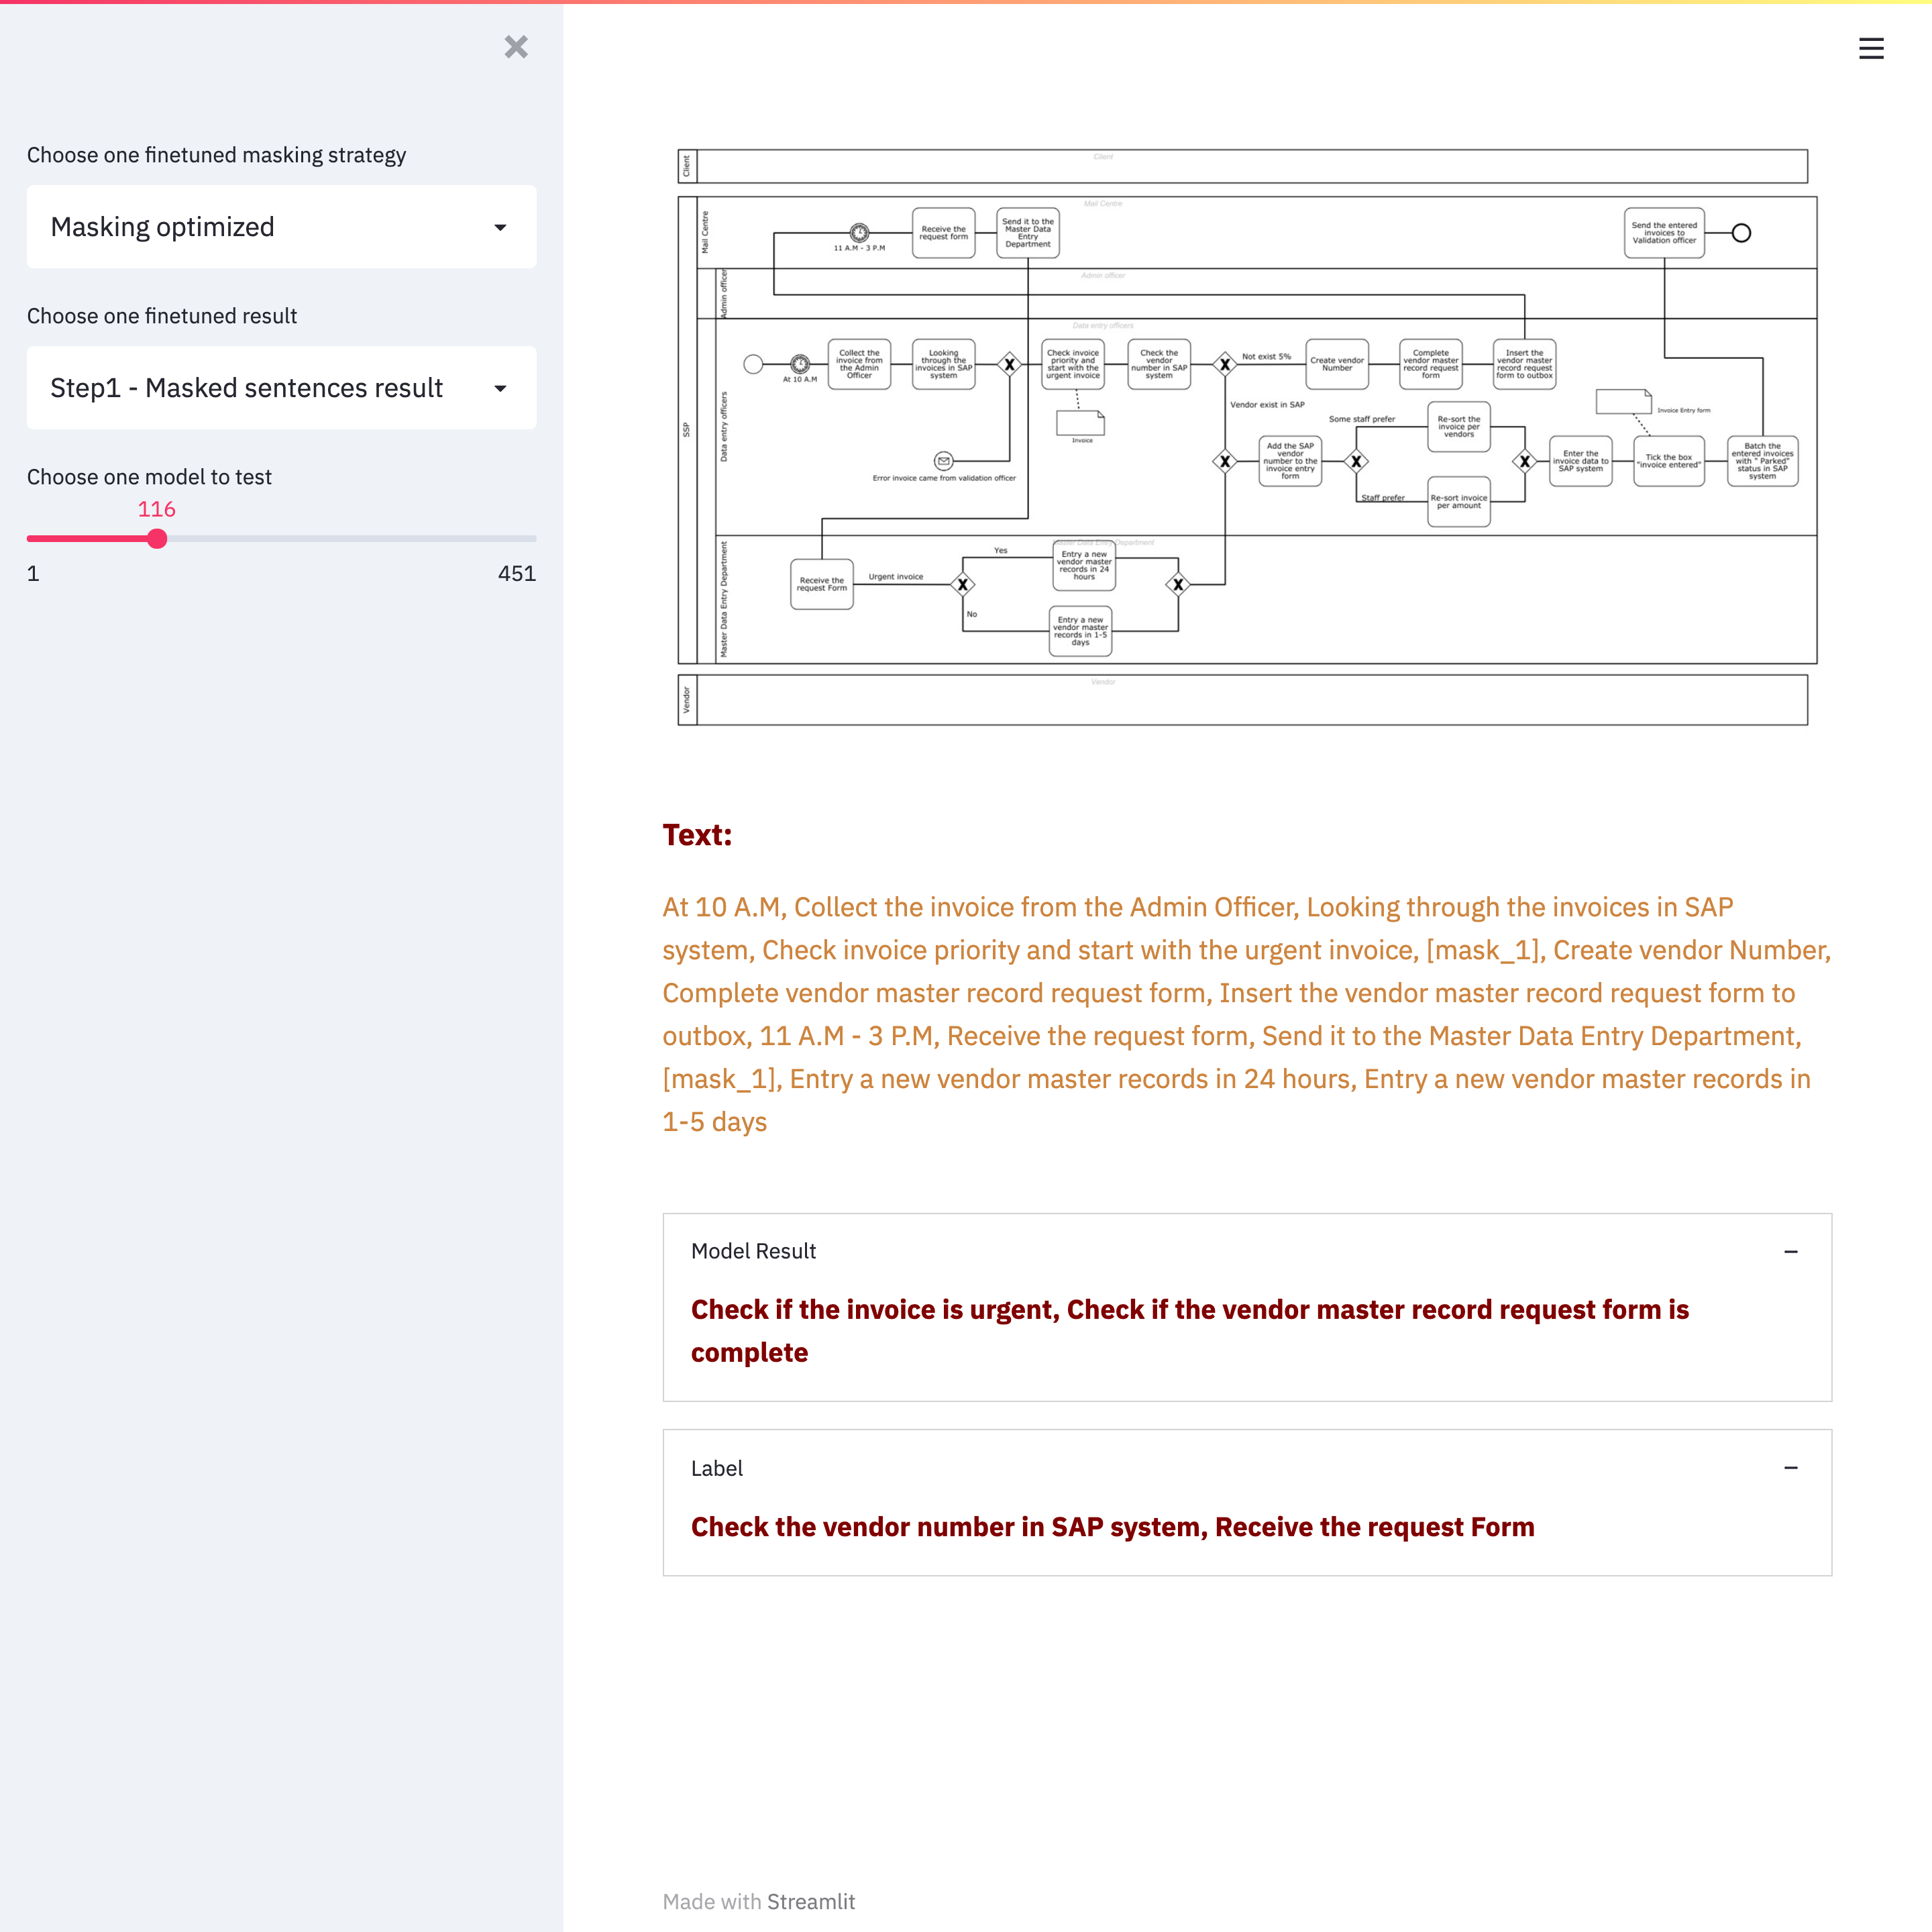 Choose one finetuned masking strategy
Masking optimized
Choose one finetuned result
Step1 - Masked sentences result
Choose one model to test
116
1
451
Client
Client
SSP
Mail Centre
Mail Centre
11 A.M - 3 P.M
Receive the
request form
Send it to the
Master Data
Entry
Department
Send the entered
invoices to
Validation officer
Admin officer
Admin officer
Data entry officers
Data entry officers
At 10 A.M
Collect the
invoice from
the Admin
Officer
Looking
through the
invoices in SAP
system
X
Check invoice
priority and
start with the
urgent invoice
Check the
vendor
number in SAP
system
X
Not exist 5%
Create vendor
Number
Complete
vendor master
record request
form
Insert the
vendor master
record request
form to outbox
Invoice
Vendor exist in SAP
Some staff prefer
Re-sort the
invoice per
vendors
Invoice Entry form
Error invoice came from validation officer
X
Add the SAP
vendor
number to the
invoice entry
form
X
Staff prefer
Re-sort invoice
per amount
X
Enter the
invoice data to
SAP system
Tick the box
"invoice entered"
Batch the
entered invoices
with " Parked"
status in SAP
system
Master Data Entry Department
Master Data Entry Department
Receive the
request Form
Urgent invoice
X
Yes
Entry a new
vendor master
records in 24
hours
X
No
Entry a new
vendor master
records in 1-5
days
Vendor
Vendor
Text:
At 10 A.M, Collect the invoice from the Admin Officer, Looking through the invoices in SAP
system, Check invoice priority and start with the urgent invoice, [mask_1], Create vendor Number,
Complete vendor master record request form, Insert the vendor master record request form to
outbox, 11 A.M - 3 P.M, Receive the request form, Send it to the Master Data Entry Department,
[mask_1], Entry a new vendor master records in 24 hours, Entry a new vendor master records in
1-5 days
Model Result
Check if the invoice is urgent, Check if the vendor master record request form is
complete
Label
Check the vendor number in SAP system, Receive the request Form
Made with Streamlit